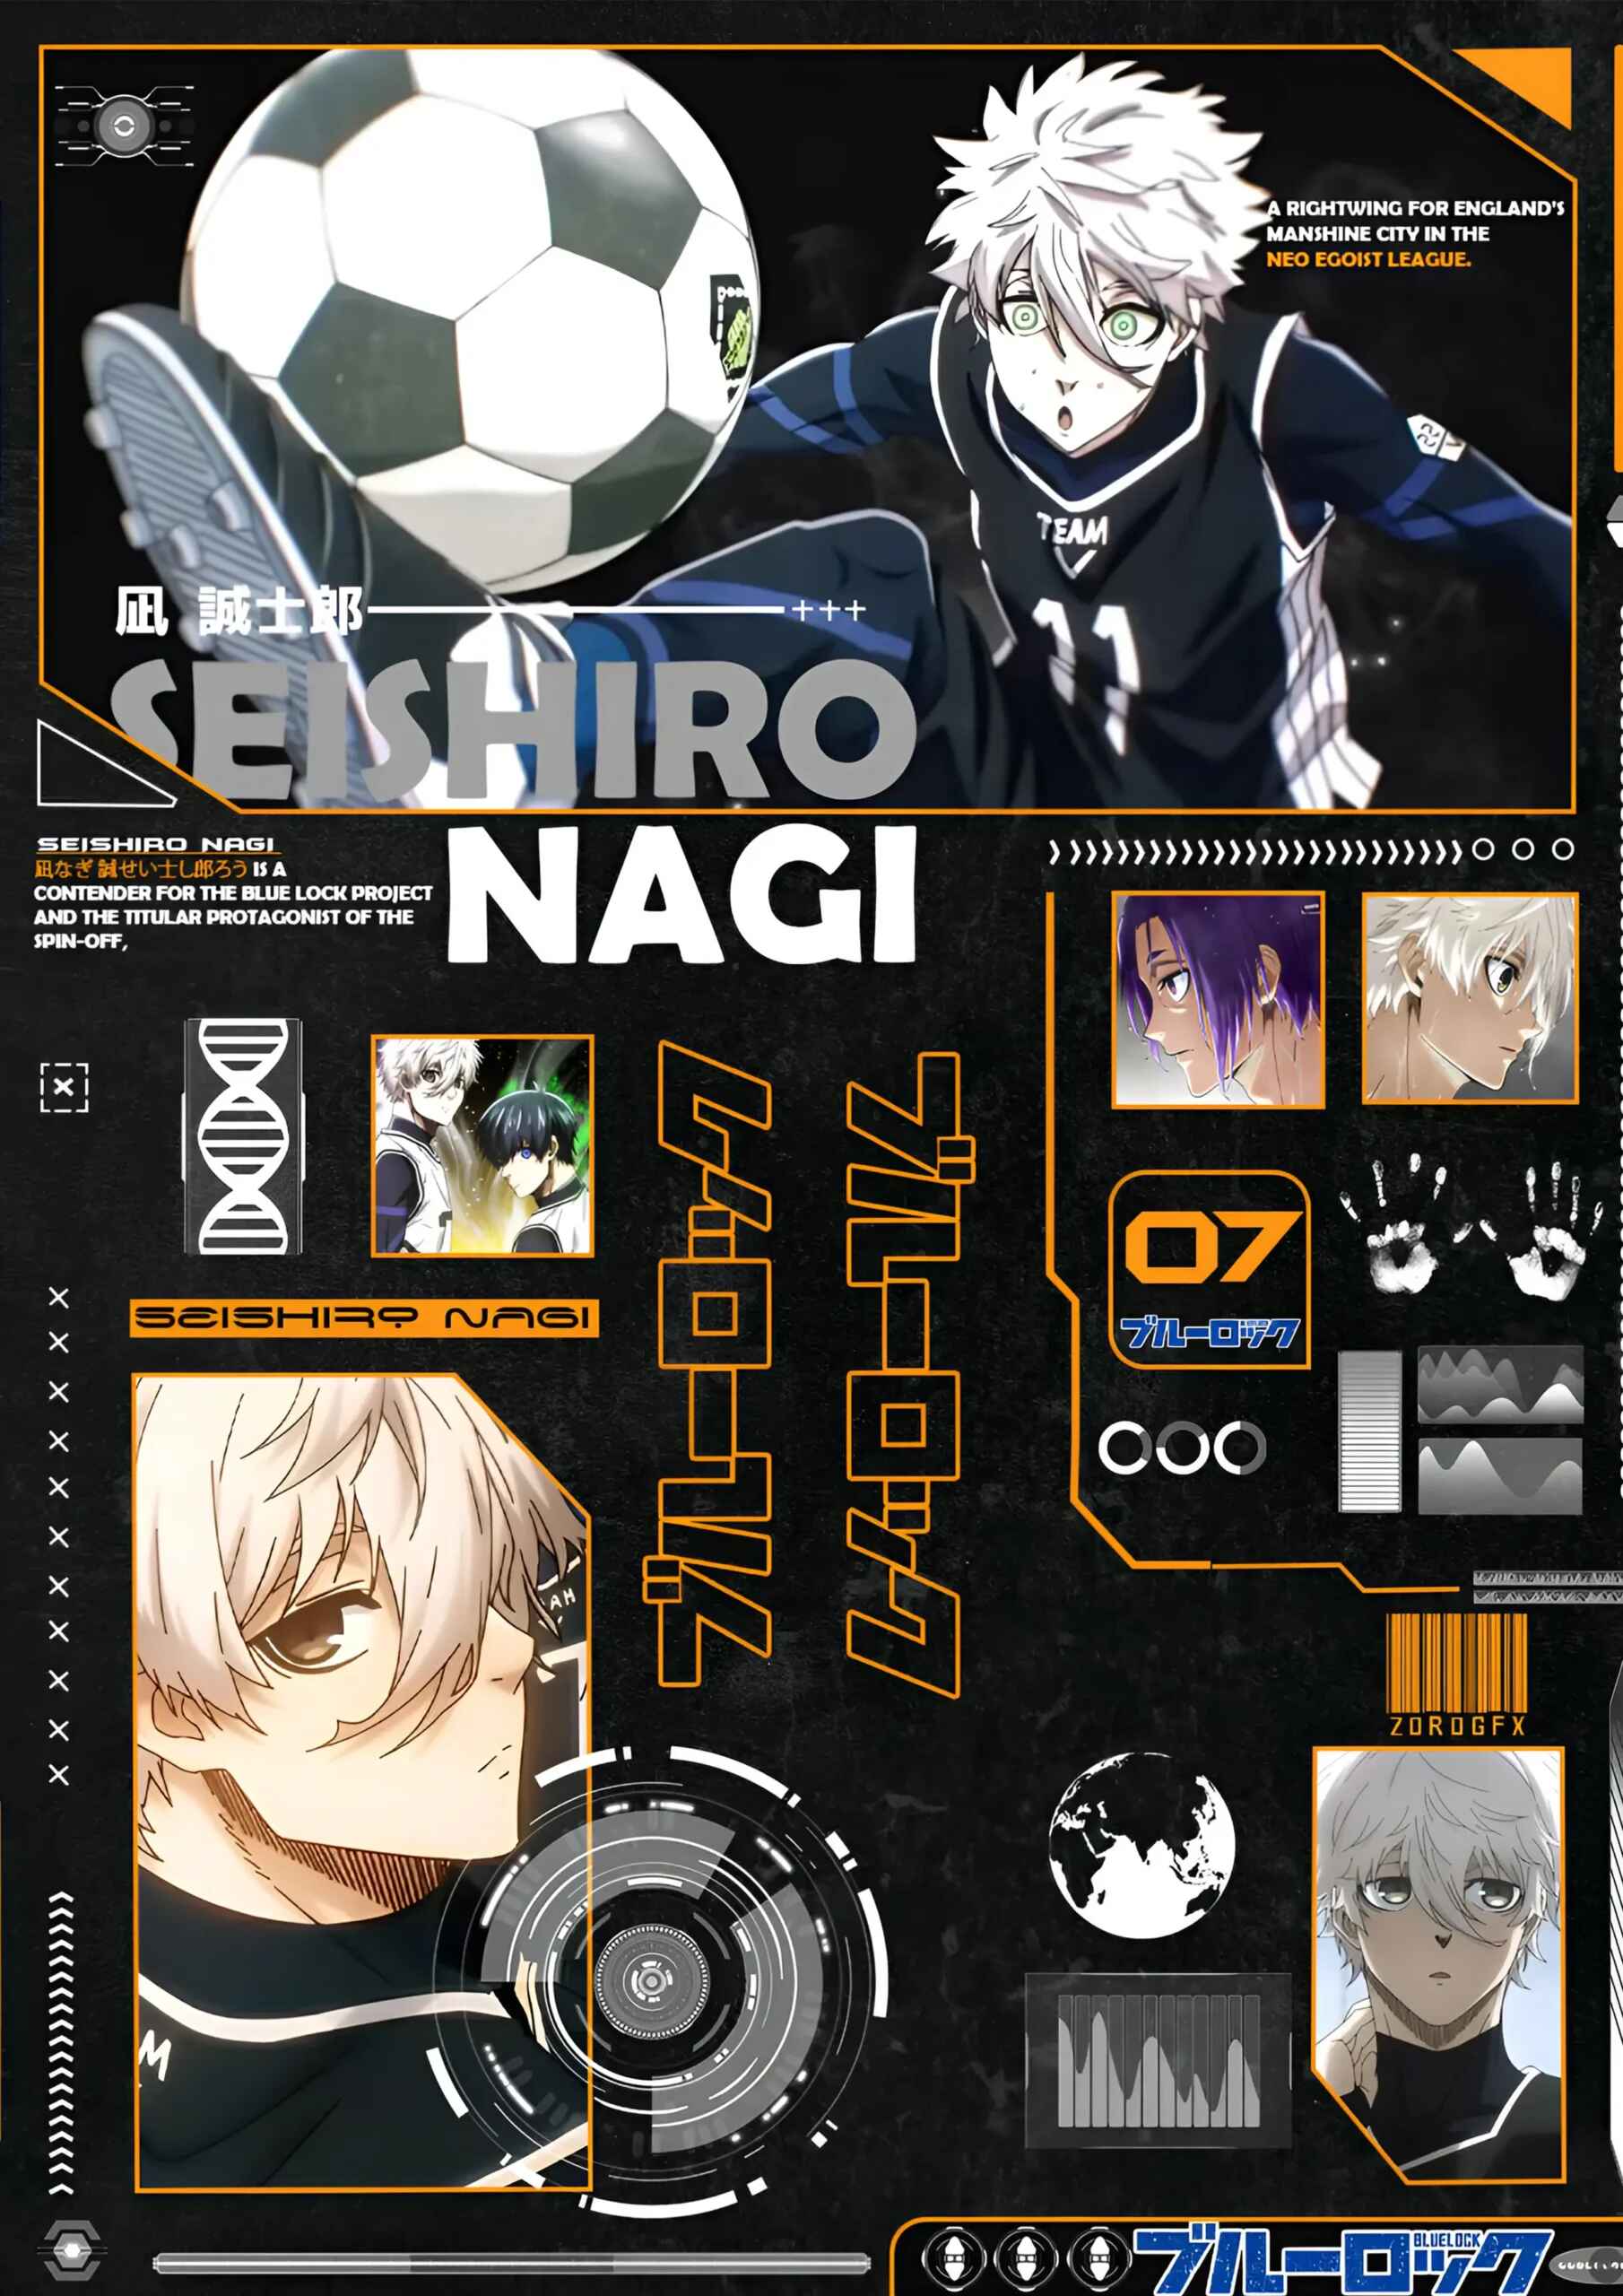 A RIGHTWING FOR ENGLAND'S
MANSHINE CITY IN THE
NEO EGOIST LEAGUE.
TEAM
V
11
凪 誠士郎
+++
SEISHIRO
NAGI
SEISHIRO NAGI
凪なぎ 誠せい士し郎ろう IS A
CONTENDER FOR THE BLUE LOCK PROJECT
AND THE TITULAR PROTAGONIST OF THE
SPIN-OFF,
ブルーロック
ブルーロック
07
ブルーロック
SEISHIRO NAGI
AM
M
ZOROGFX
ブルーロック
BLUELOCK